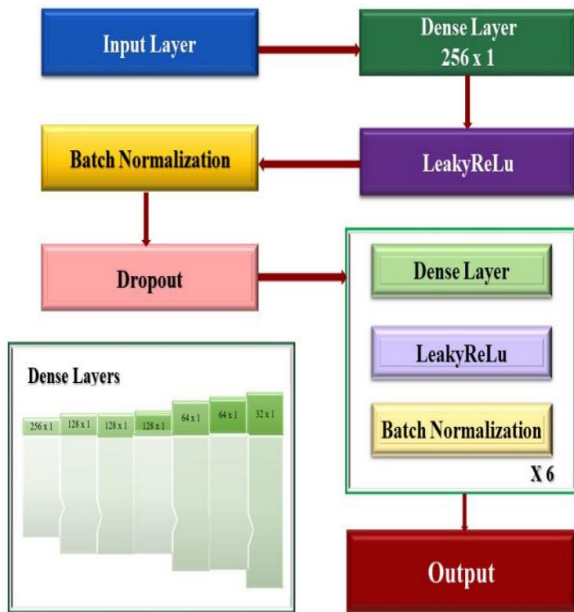 Input Layer
Dense Layer
256 x 1
Batch Normalization
LeakyReLu
Dropout
Dense Layer
LeakyReLu
Batch Normalization
X 6
Dense Layers
256 x 1
128 x 1
128 x 1
128 x 1
64 x 1
64 x 1
32 x 1
Output